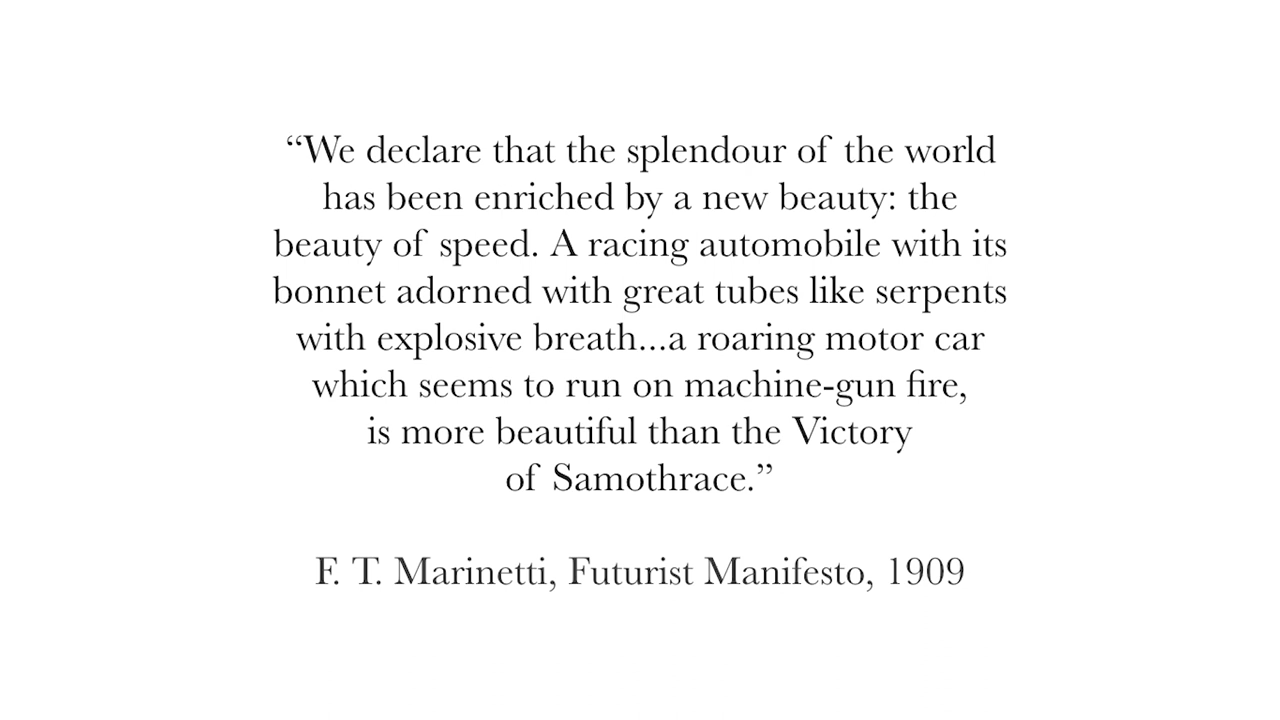 “We declare that the splendour of the world
has been enriched by a new beauty: the
beauty of speed. A racing automobile with its
bonnet adorned with great tubes like serpents
with explosive breath...a roaring motor car
which seems to run on machine-gun fire,
is more beautiful than the Victory
of Samothrace.”
F. T. Marinetti, Futurist Manifesto, 1909